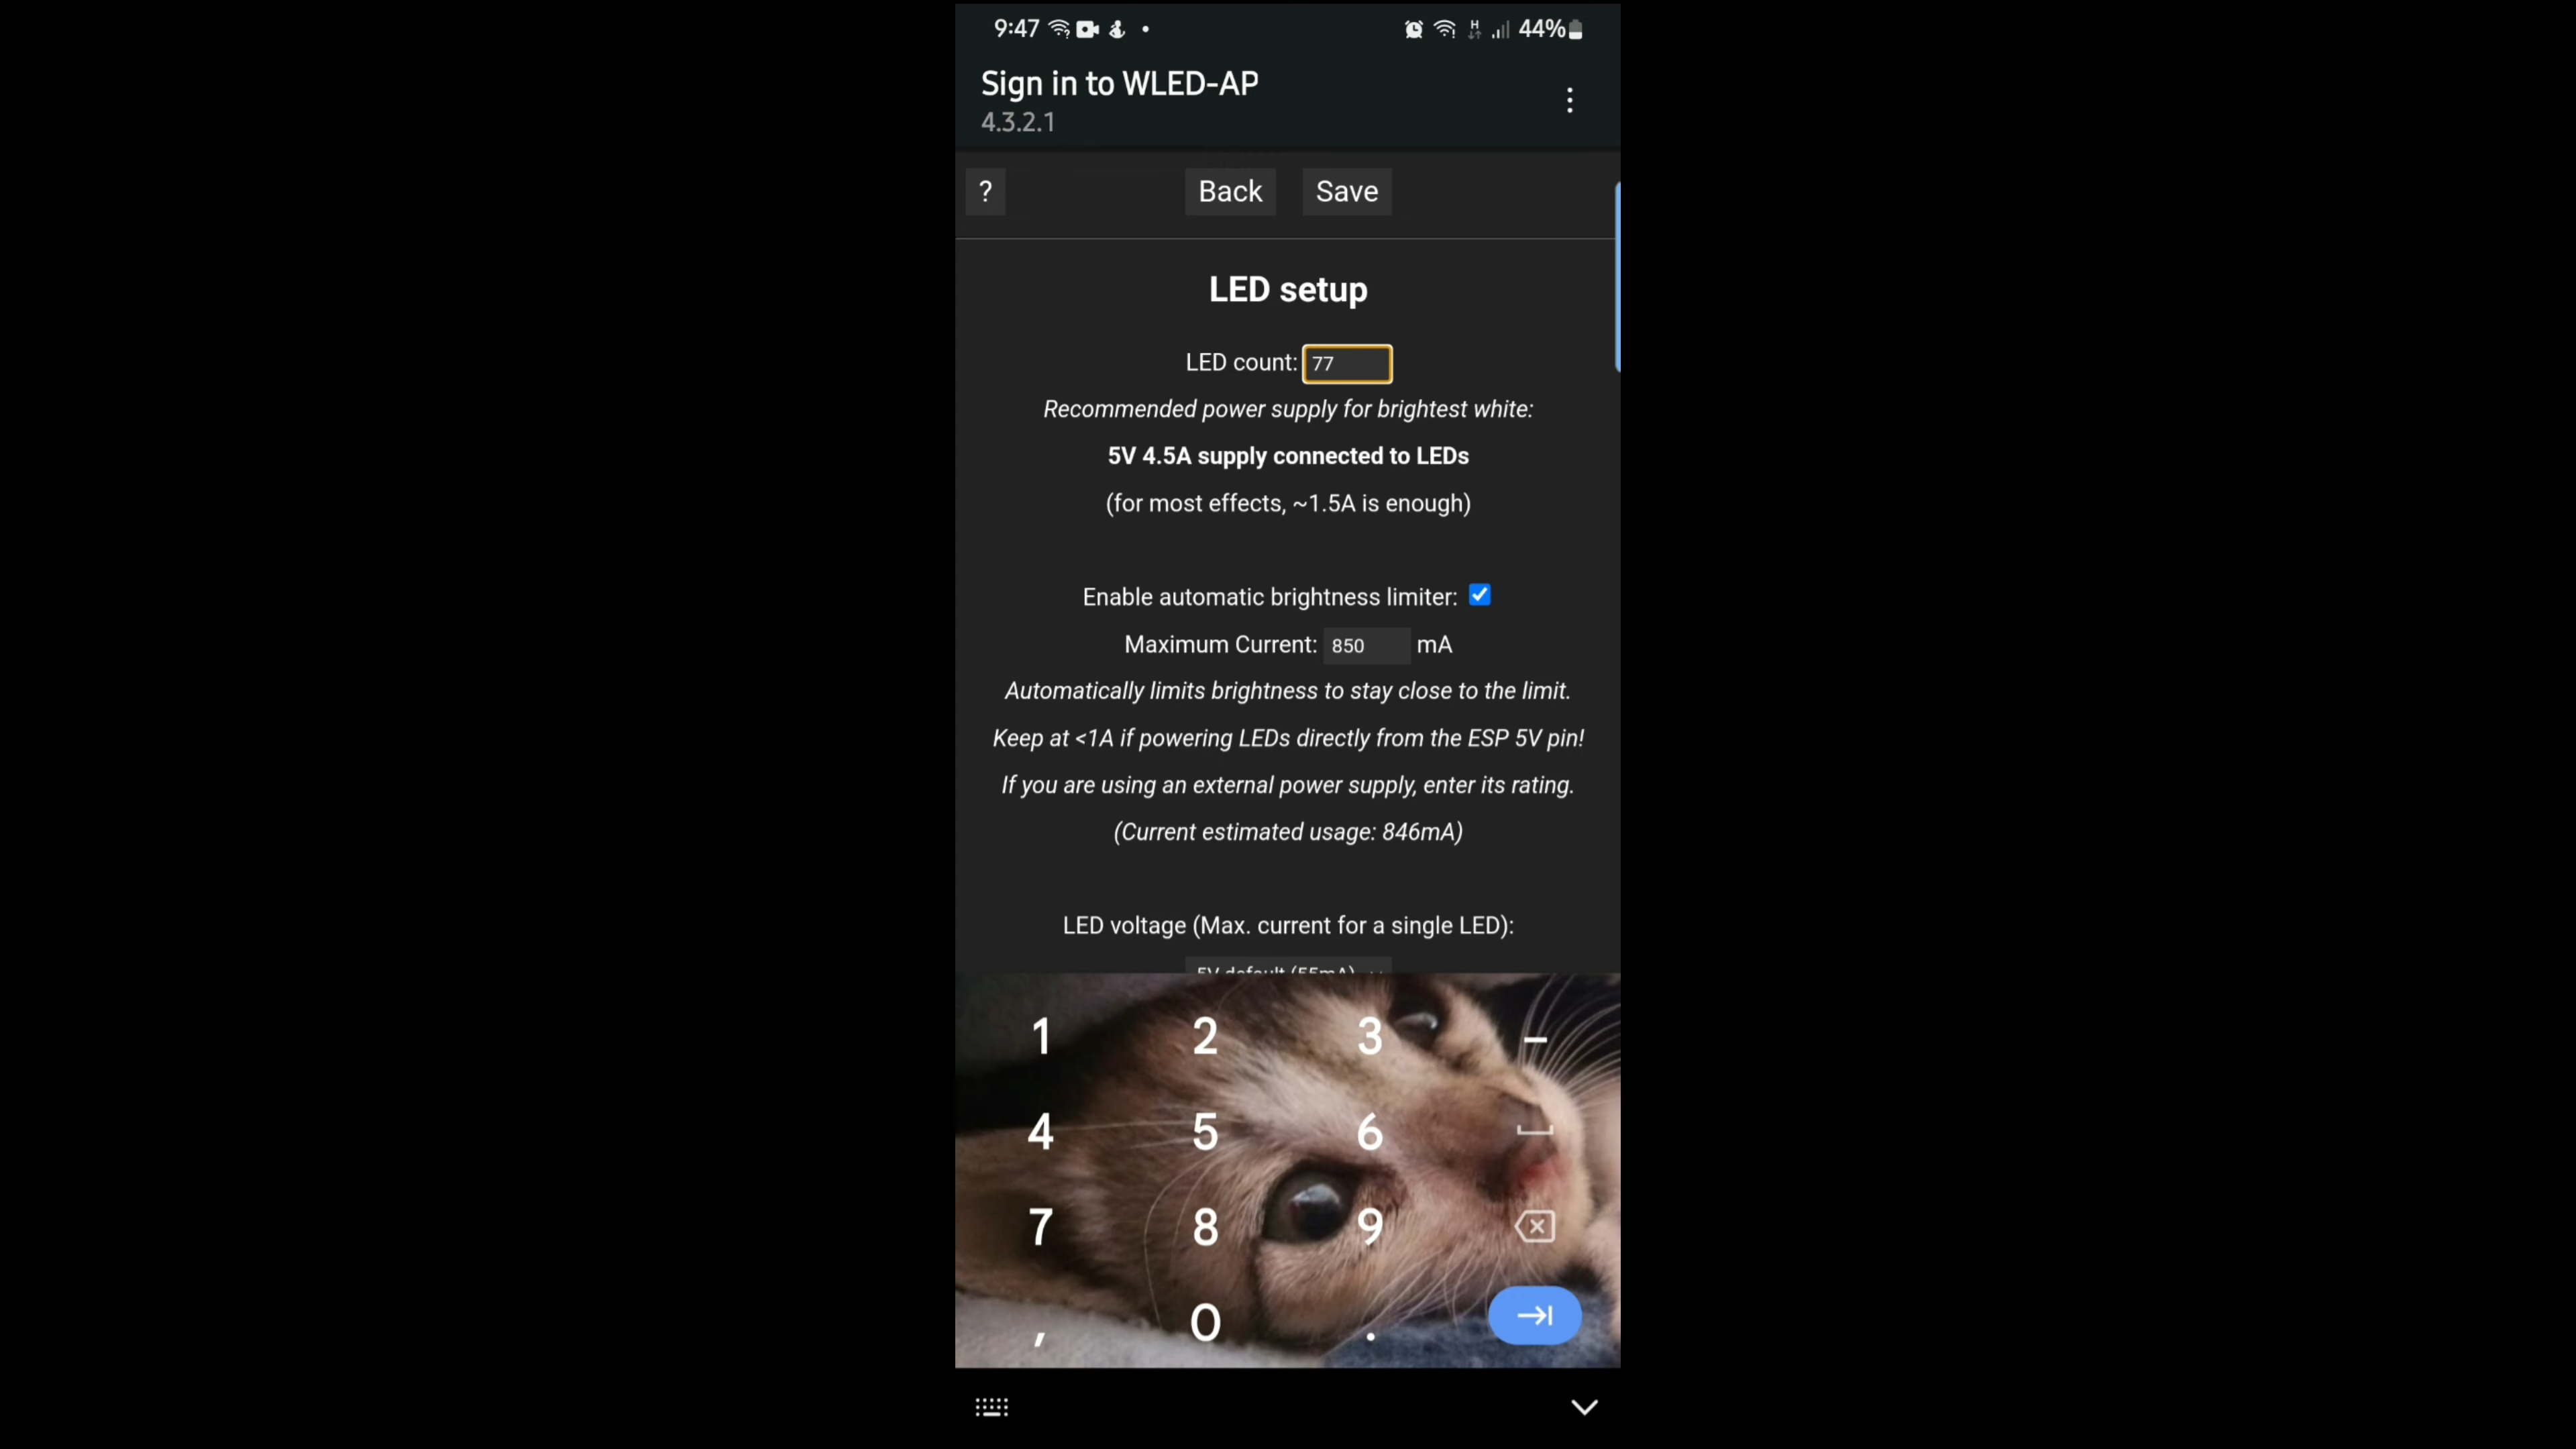 9:47 44%
Sign in to WLED-AP
4.3.2.1
? Back Save
LED setup
LED count: 77
Recommended power supply for brightest white:
5V 4.5A supply connected to LEDs
(for most effects, ~1.5A is enough)
Enable automatic brightness limiter:
Maximum Current: 850 mA
Automatically limits brightness to stay close to the limit.
Keep at <1A if powering LEDs directly from the ESP 5V pin!
If you are using an external power supply, enter its rating.
(Current estimated usage: 846mA)
LED voltage (Max. current for a single LED):
5V default (55mA)
1 2 3 –
4 5 6
7 8 9
, 0 .